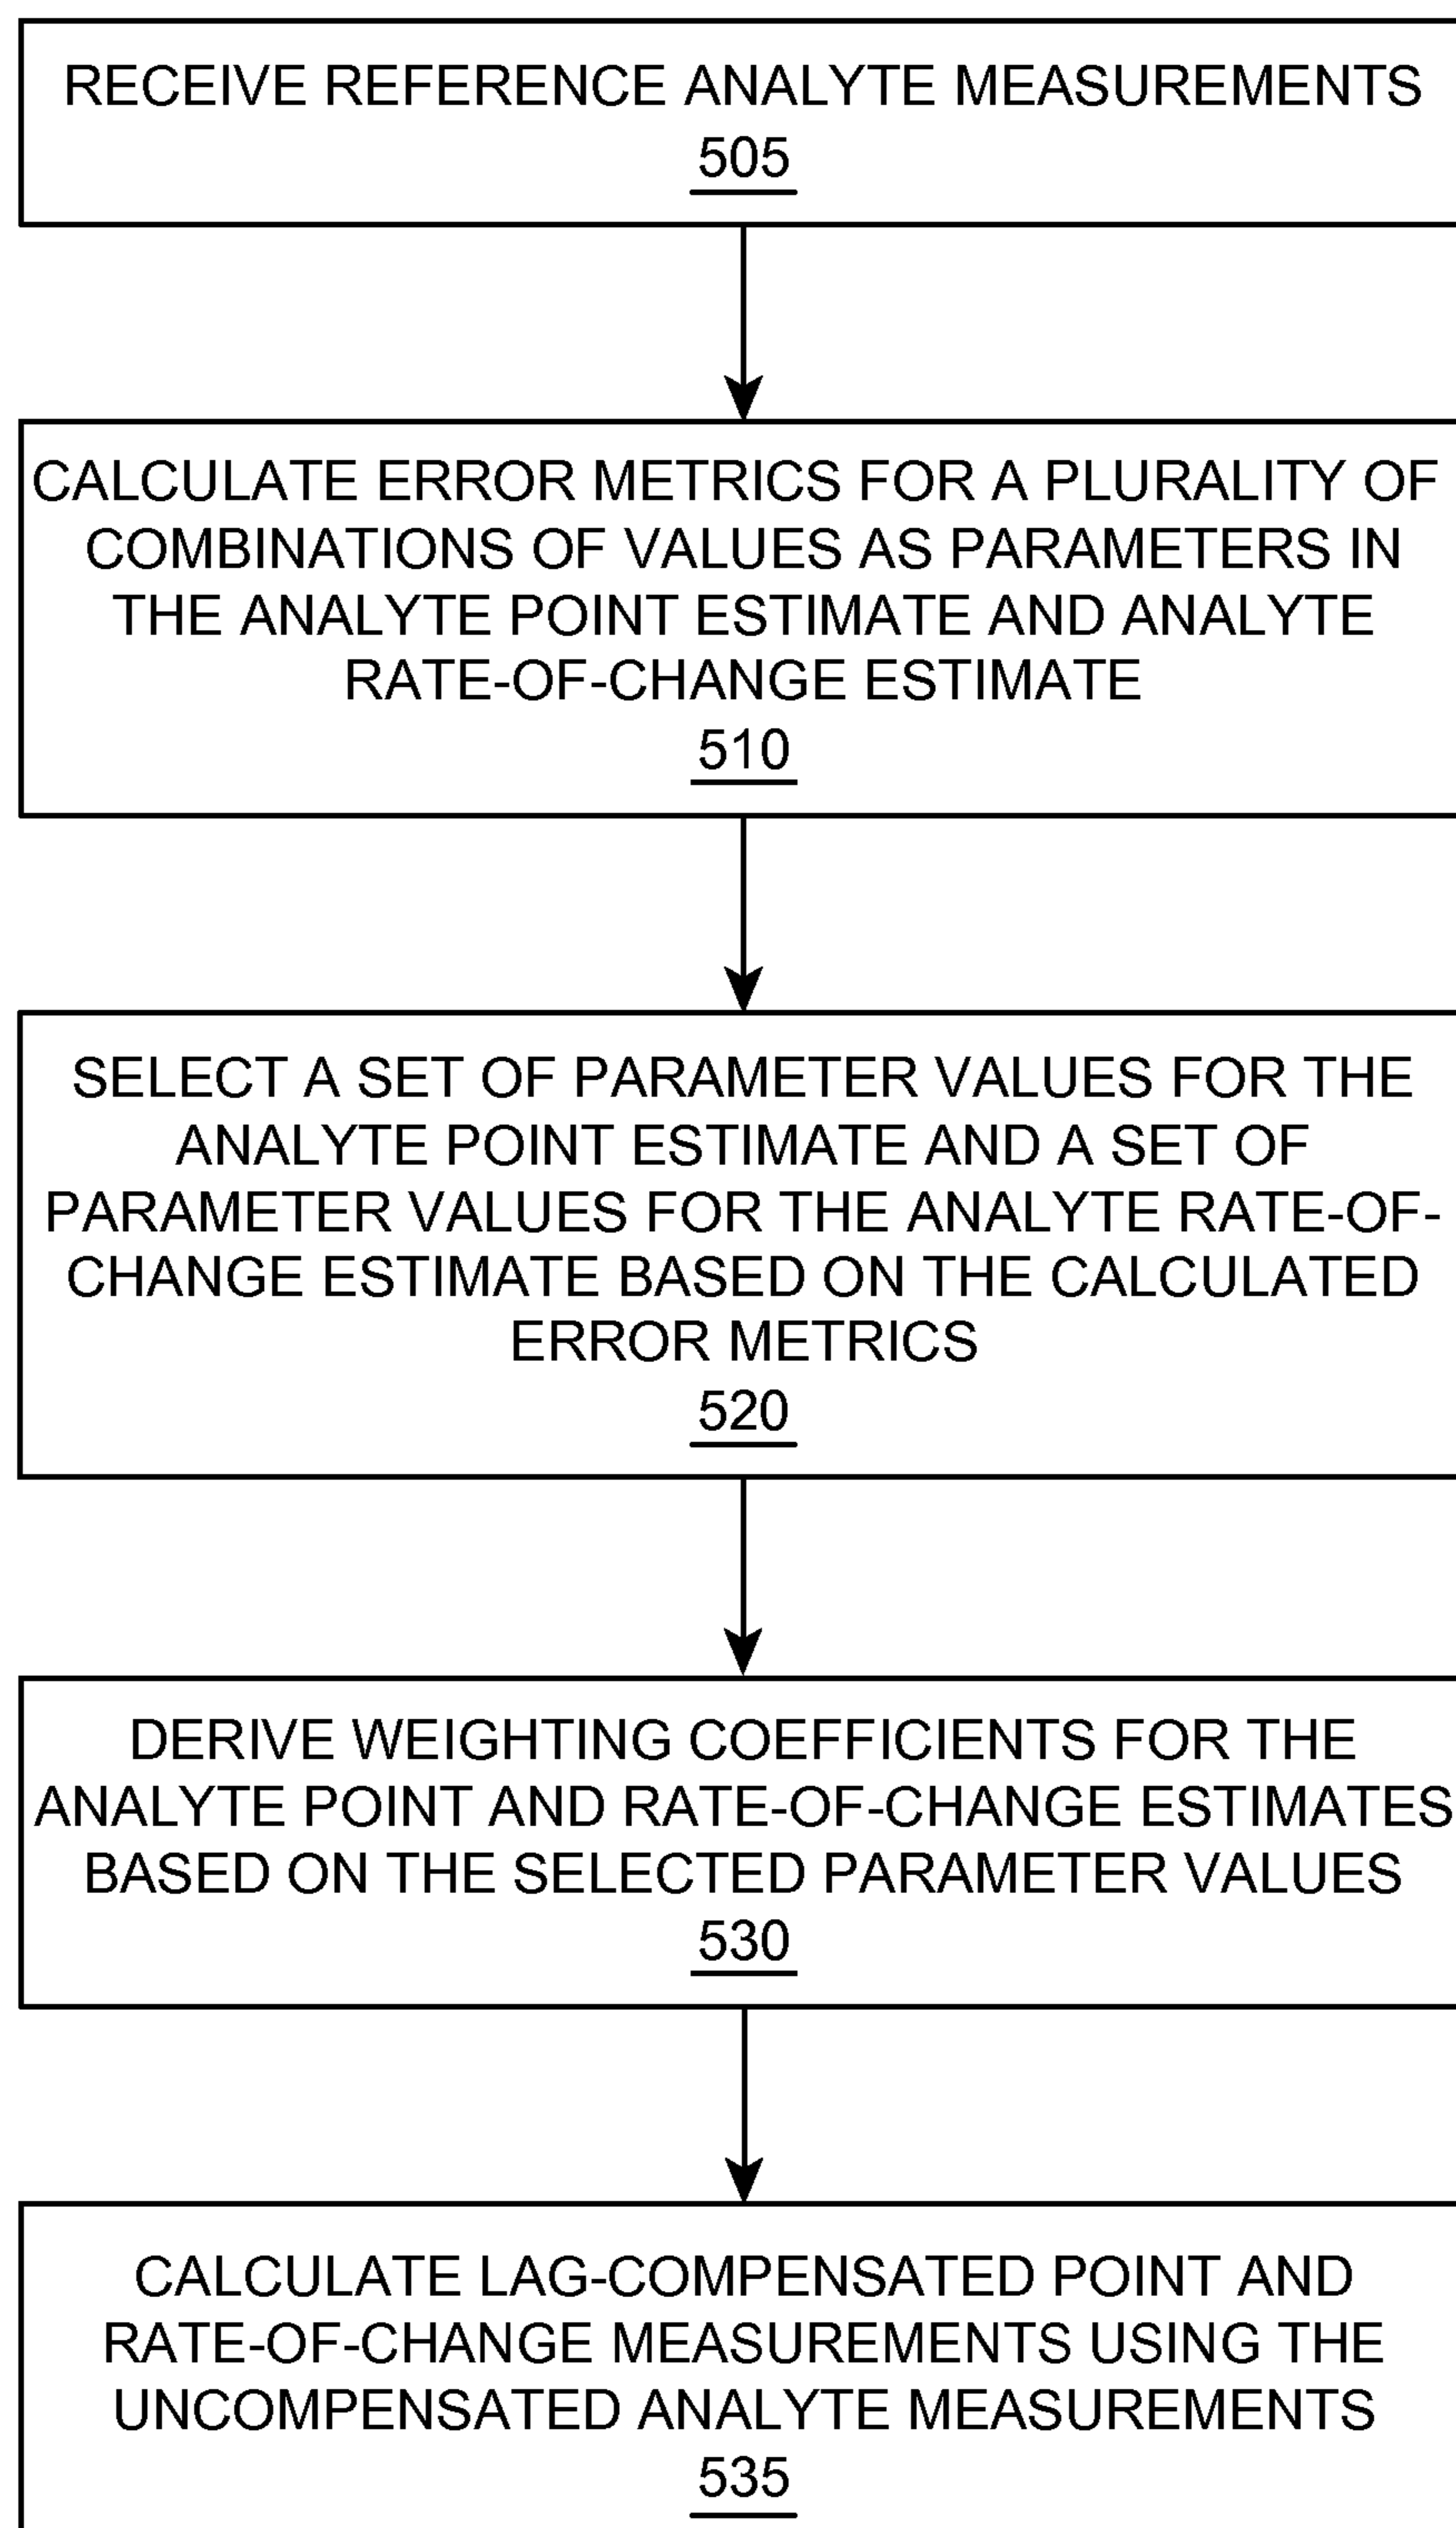 RECEIVE REFERENCE ANALYTE MEASUREMENTS
505
CALCULATE ERROR METRICS FOR A PLURALITY OF
COMBINATIONS OF VALUES AS PARAMETERS IN
THE ANALYTE POINT ESTIMATE AND ANALYTE
RATE-OF-CHANGE ESTIMATE
510
SELECT A SET OF PARAMETER VALUES FOR THE
ANALYTE POINT ESTIMATE AND A SET OF
PARAMETER VALUES FOR THE ANALYTE RATE-OF-
CHANGE ESTIMATE BASED ON THE CALCULATED
ERROR METRICS
520
DERIVE WEIGHTING COEFFICIENTS FOR THE
ANALYTE POINT AND RATE-OF-CHANGE ESTIMATES
BASED ON THE SELECTED PARAMETER VALUES
530
CALCULATE LAG-COMPENSATED POINT AND
RATE-OF-CHANGE MEASUREMENTS USING THE
UNCOMPENSATED ANALYTE MEASUREMENTS
535